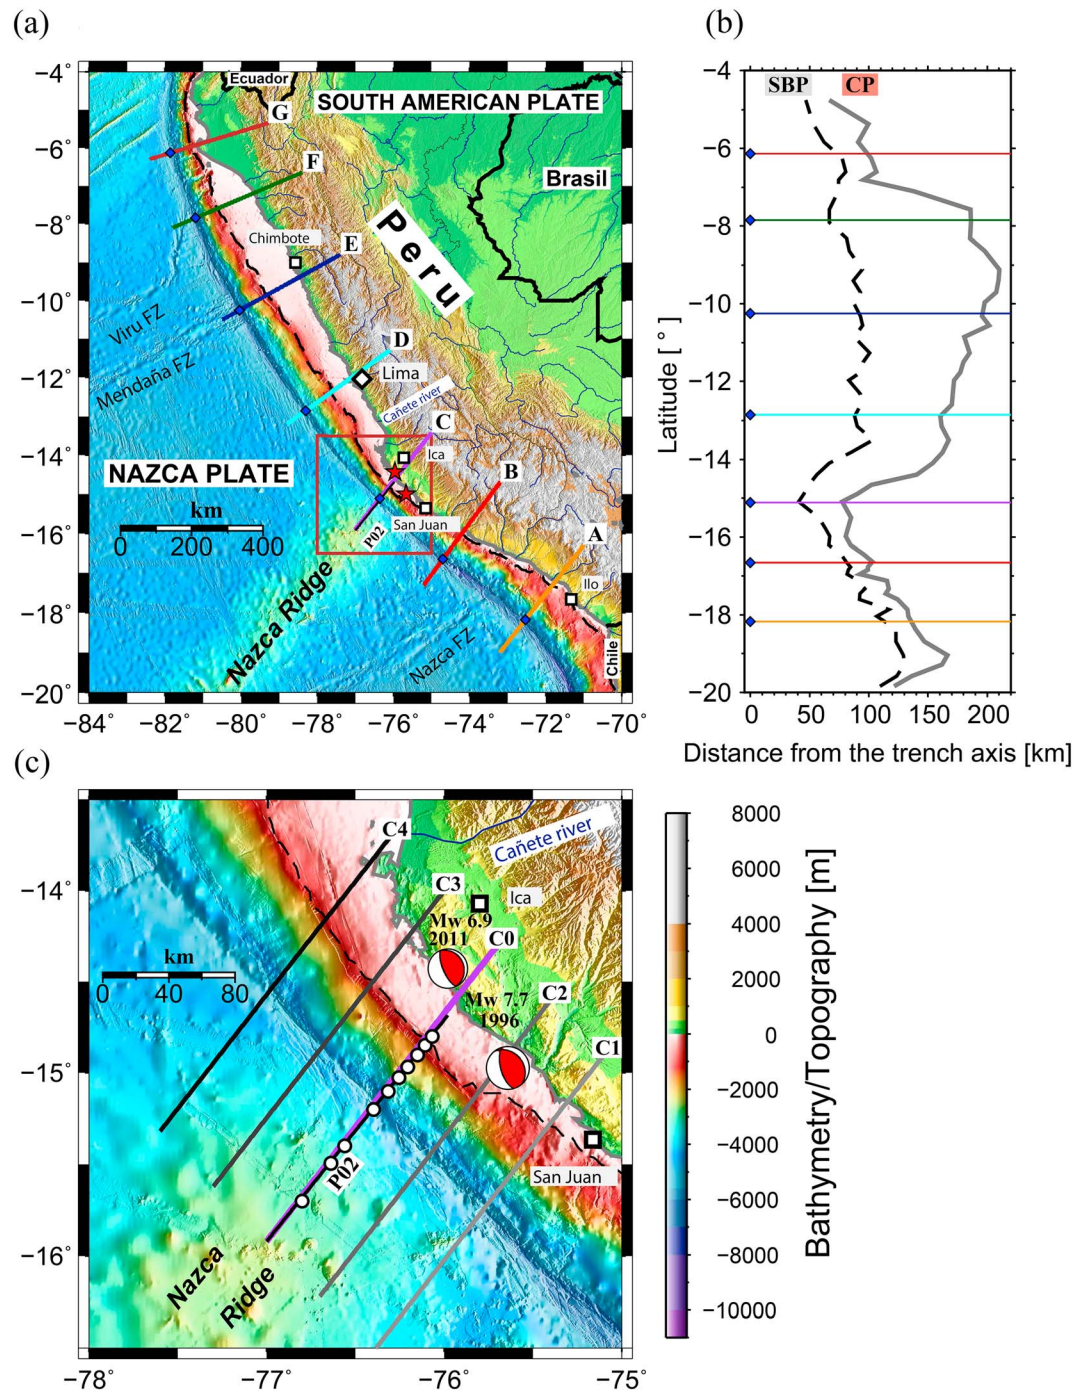 (a)
−4°
−6°
−8°
−10°
−12°
−14°
−16°
−18°
−20°
−84°
−82°
−80°
−78°
−76°
−74°
−72°
−70°
Ecuador
SOUTH AMERICAN PLATE
G
F
Brasil
Chimbote
E
Peru
Viru FZ
Mendaña FZ
D
Lima
Cañete river
C
Ica
NAZCA PLATE
B
km
0 200 400
P02
San Juan
A
Ilo
Nazca Ridge
Nazca FZ
Chile
(b)
SBP
CP
−4
−6
−8
−10
−12
−14
−16
−18
−20
Latitude [ ° ]
0 50 100 150 200
Distance from the trench axis [km]
(c)
−14°
−15°
−16°
−78°
−77°
−76°
−75°
C4
Cañete river
C3
Ica
Mw 6.9
2011
C0
km
0 40 80
Mw 7.7
1996
C2
C1
P02
San Juan
Nazca
Ridge
8000
6000
4000
2000
0
−2000
−4000
−6000
−8000
−10000
Bathymetry/Topography [m]